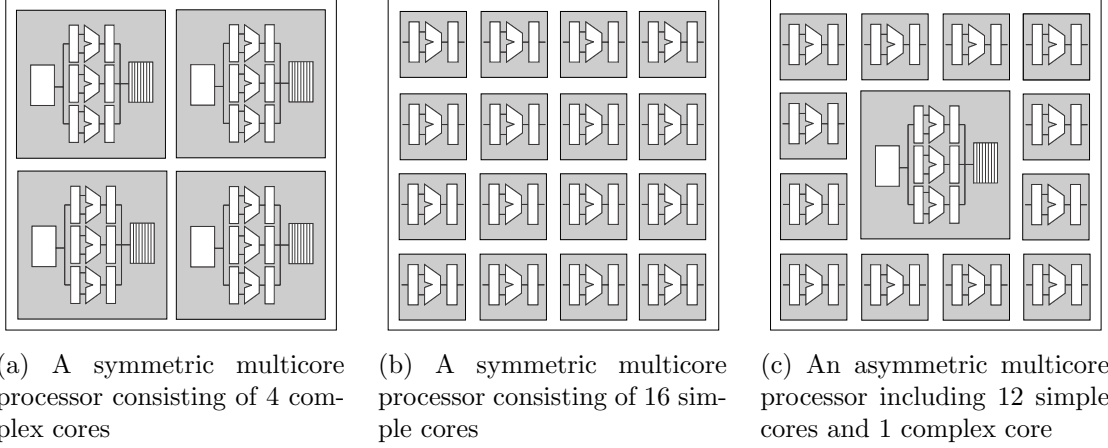 (a) A symmetric multicore
processor consisting of 4 com-
plex cores
(b) A symmetric multicore
processor consisting of 16 sim-
ple cores
(c) An asymmetric multicore
processor including 12 simple
cores and 1 complex core